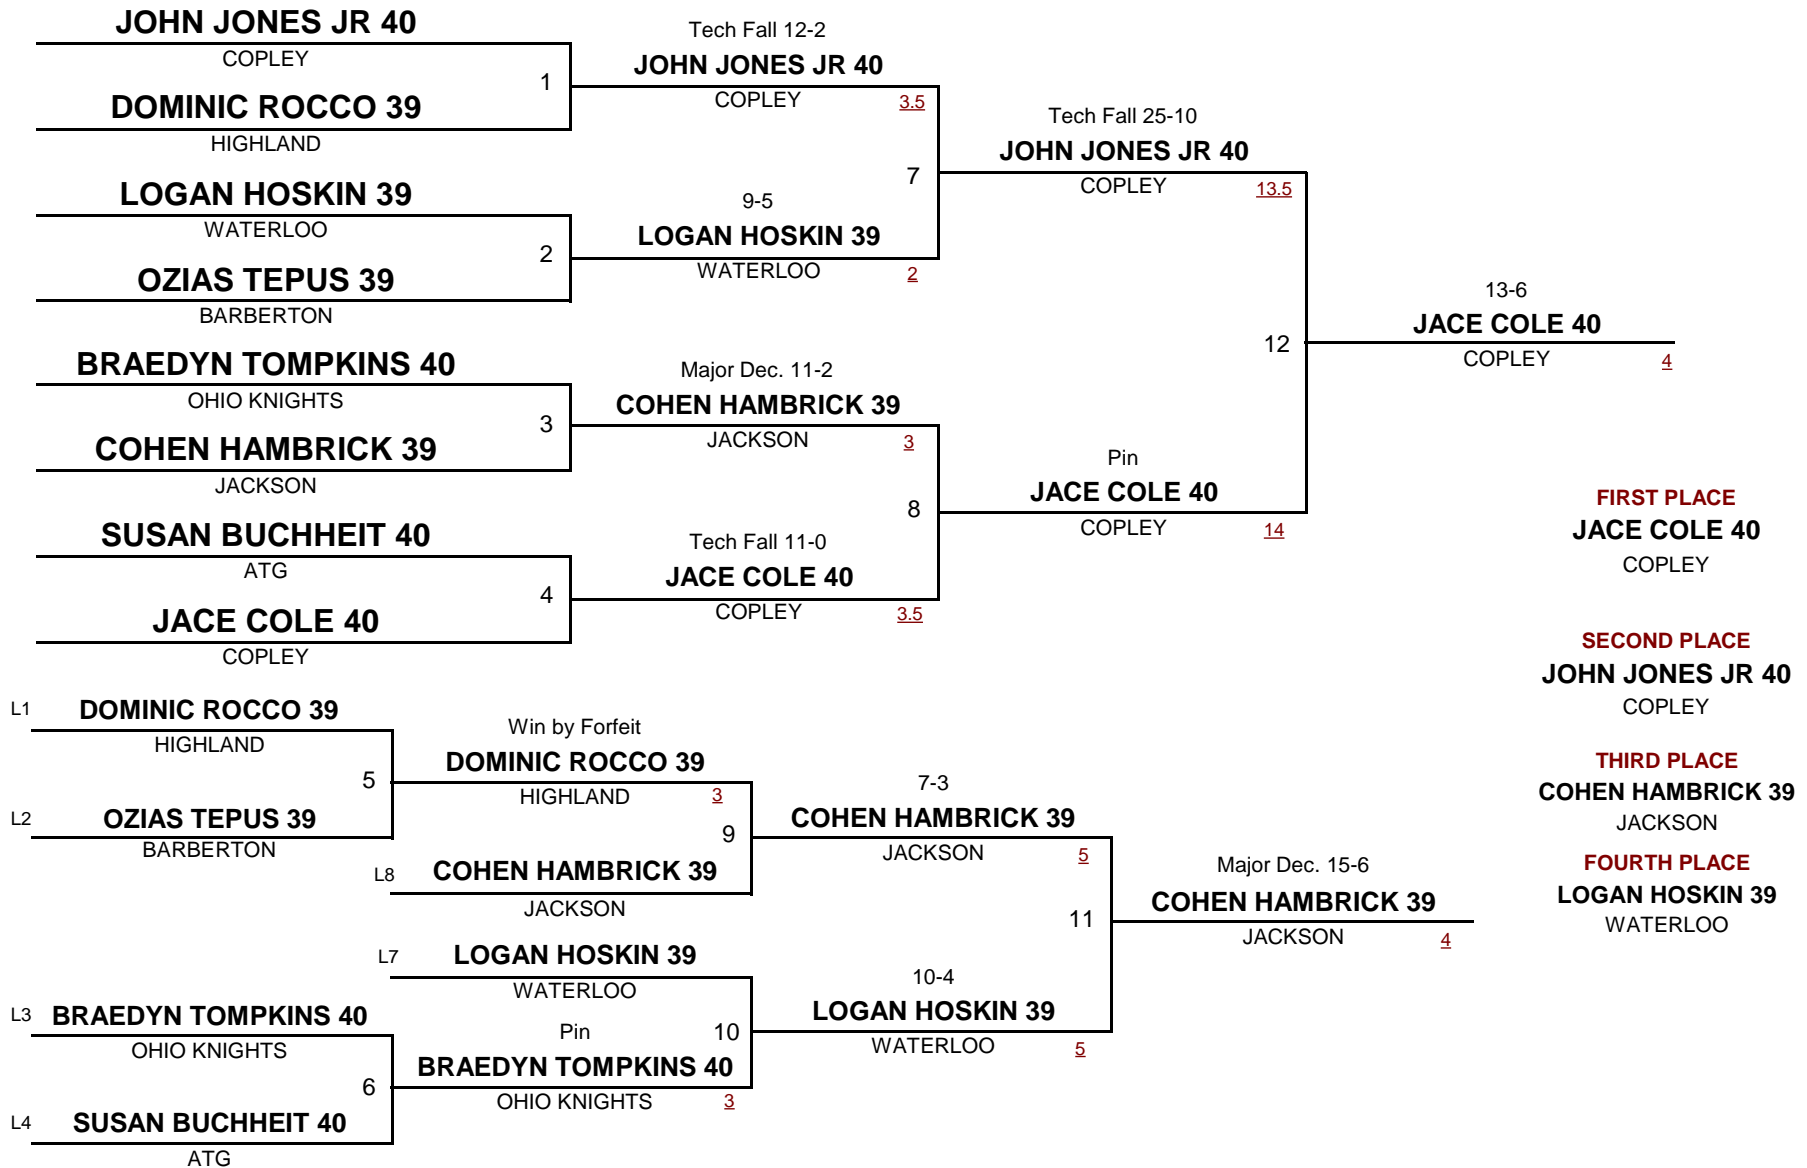 JOHN JONES JR 40
COPLEY
1
DOMINIC ROCCO 39
HIGHLAND
LOGAN HOSKIN 39
WATERLOO
2
OZIAS TEPUS 39
BARBERTON
BRAEDYN TOMPKINS 40
OHIO KNIGHTS
3
COHEN HAMBRICK 39
JACKSON
SUSAN BUCHHEIT 40
ATG
4
JACE COLE 40
COPLEY
Tech Fall 12-2
JOHN JONES JR 40
COPLEY 3.5
7
9-5
LOGAN HOSKIN 39
WATERLOO 2
Major Dec. 11-2
COHEN HAMBRICK 39
JACKSON 3
8
Tech Fall 11-0
JACE COLE 40
COPLEY 3.5
Tech Fall 25-10
JOHN JONES JR 40
COPLEY 13.5
12
Pin
JACE COLE 40
COPLEY 14
13-6
JACE COLE 40
COPLEY 4
FIRST PLACE
JACE COLE 40
COPLEY
SECOND PLACE
JOHN JONES JR 40
COPLEY
THIRD PLACE
COHEN HAMBRICK 39
JACKSON
FOURTH PLACE
LOGAN HOSKIN 39
WATERLOO
L1 DOMINIC ROCCO 39
HIGHLAND
5
L2 OZIAS TEPUS 39
BARBERTON
Win by Forfeit
DOMINIC ROCCO 39
HIGHLAND 3
9
L8 COHEN HAMBRICK 39
JACKSON
L7 LOGAN HOSKIN 39
WATERLOO
L3 BRAEDYN TOMPKINS 40
OHIO KNIGHTS
6
L4 SUSAN BUCHHEIT 40
ATG
Pin 10
BRAEDYN TOMPKINS 40
OHIO KNIGHTS 3
7-3
COHEN HAMBRICK 39
JACKSON 5
11
10-4
LOGAN HOSKIN 39
WATERLOO 5
Major Dec. 15-6
COHEN HAMBRICK 39
JACKSON 4